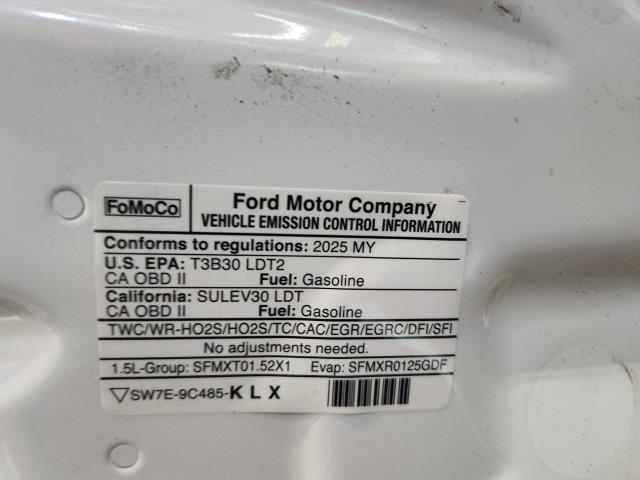 FoMoCo
Ford Motor Company
VEHICLE EMISSION CONTROL INFORMATION
Conforms to regulations: 2025 MY
U.S. EPA: T3B30 LDT2
CA OBD II Fuel: Gasoline
California: SULEV30 LDT
CA OBD II Fuel: Gasoline
TWC/WR-HO2S/HO2S/TC/CAC/EGR/EGRC/DFI/SFI
No adjustments needed.
1.5L-Group: SFMXT01.52X1 Evap: SFMXR0125GDF
SW7E-9C485-KLX